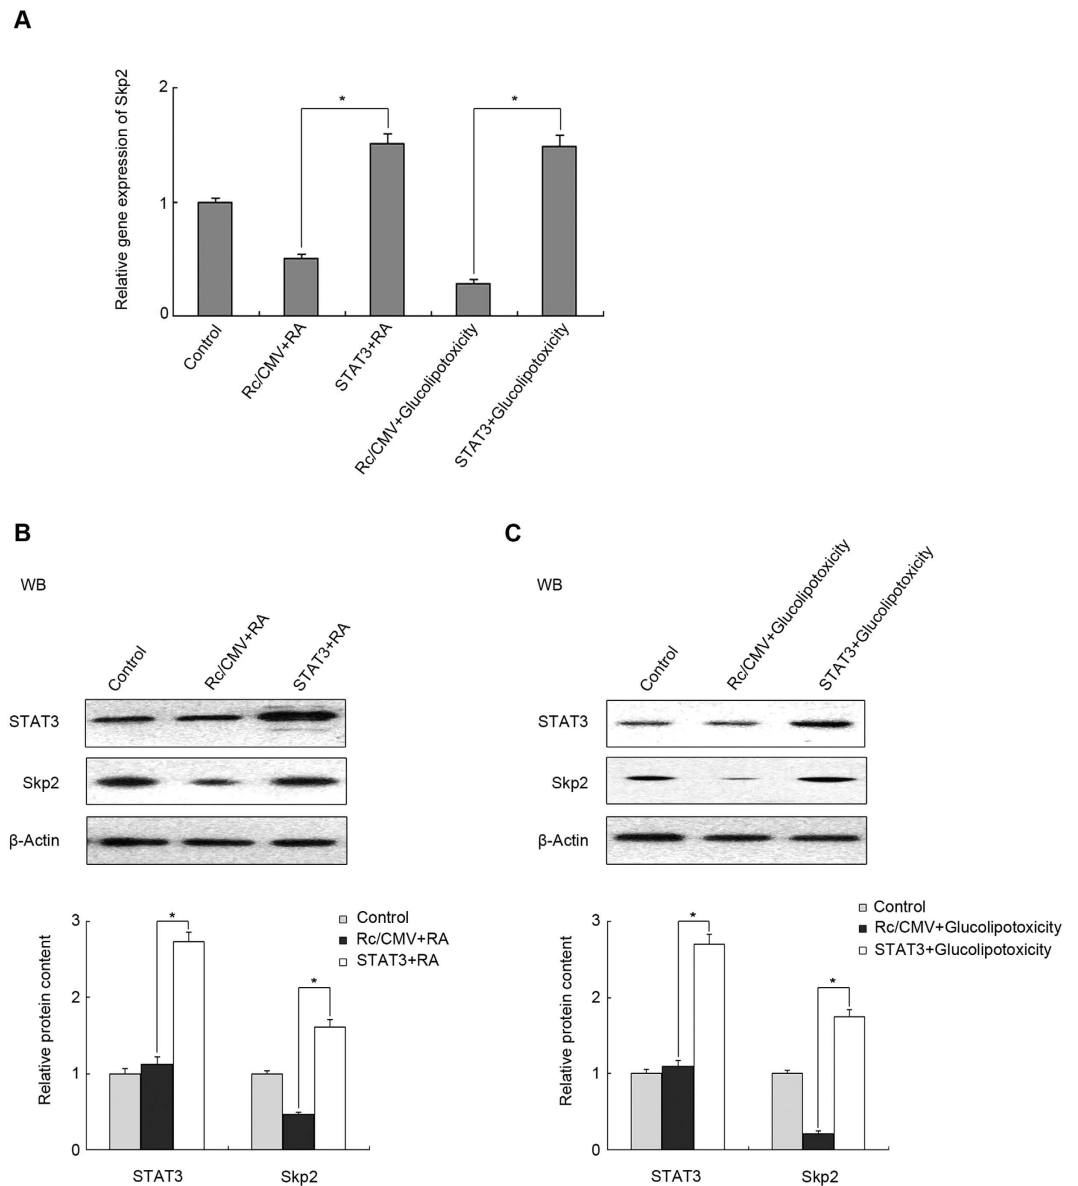 A
Relative gene expression of Skp2
2
1
0
*
*
Control
Rc/CMV+RA
STAT3+RA
Rc/CMV+Glucolipotoxicity
STAT3+Glucolipotoxicity
B
WB
Control
Rc/CMV+RA
STAT3+RA
STAT3
Skp2
β-Actin
Relative protein content
3
2
1
0
*
*
Control
Rc/CMV+RA
STAT3+RA
STAT3
Skp2
C
WB
Control
Rc/CMV+Glucolipotoxicity
STAT3+Glucolipotoxicity
STAT3
Skp2
β-Actin
Relative protein content
3
2
1
0
*
*
Control
Rc/CMV+Glucolipotoxicity
STAT3+Glucolipotoxicity
STAT3
Skp2